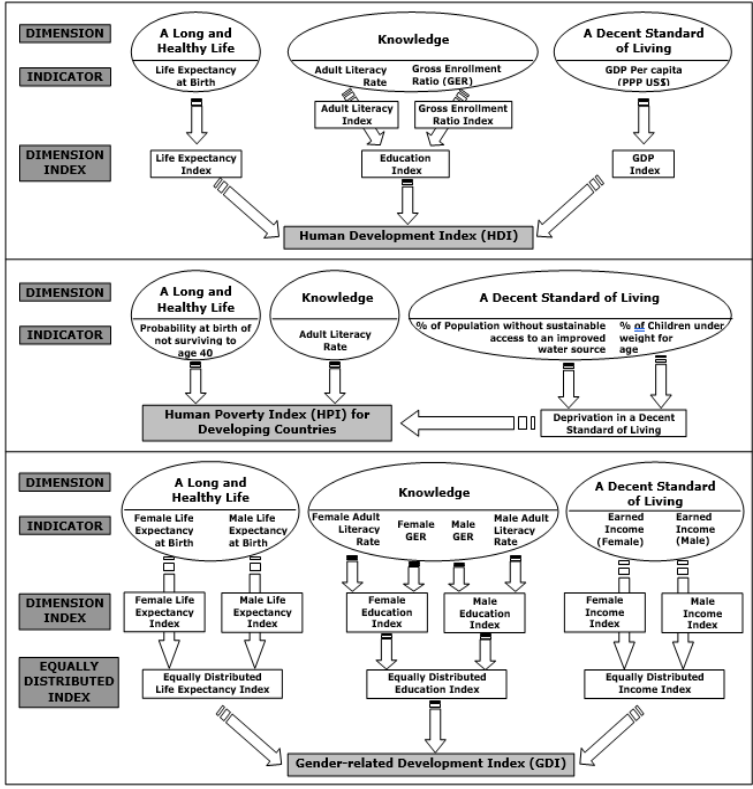 DIMENSION
A Long and
Healthy Life
Knowledge
A Decent Standard
of Living
INDICATOR
Life Expectancy
at Birth
Adult Literacy
Rate
Gross Enrollment
Ratio (GER)
GDP Per capita
(PPP US$)
Adult Literacy
Index
Gross Enrollment
Ratio Index
DIMENSION
INDEX
Life Expectancy
Index
Education
Index
GDP
Index
Human Development Index (HDI)
DIMENSION
A Long and
Healthy Life
Knowledge
A Decent Standard of Living
INDICATOR
Probability at birth of
not surviving to
age 40
Adult Literacy
Rate
% of Population without sustainable
access to an improved
water source
% of Children under
weight for
age
Human Poverty Index (HPI) for
Developing Countries
Deprivation in a Decent
Standard of Living
DIMENSION
A Long and
Healthy Life
Knowledge
A Decent Standard
of Living
INDICATOR
Female Life
Expectancy
at Birth
Male Life
Expectancy
at Birth
Female Adult
Literacy
Rate
Female
GER
Male
GER
Male Adult
Literacy
Rate
Earned
Income
(Female)
Earned
Income
(Male)
DIMENSION
INDEX
Female Life
Expectancy
Index
Male Life
Expectancy
Index
Female
Education
Index
Male
Education
Index
Female
Income
Index
Male
Income
Index
EQUALLY
DISTRIBUTED
INDEX
Equally Distributed
Life Expectancy Index
Equally Distributed
Education Index
Equally Distributed
Income Index
Gender-related Development Index (GDI)